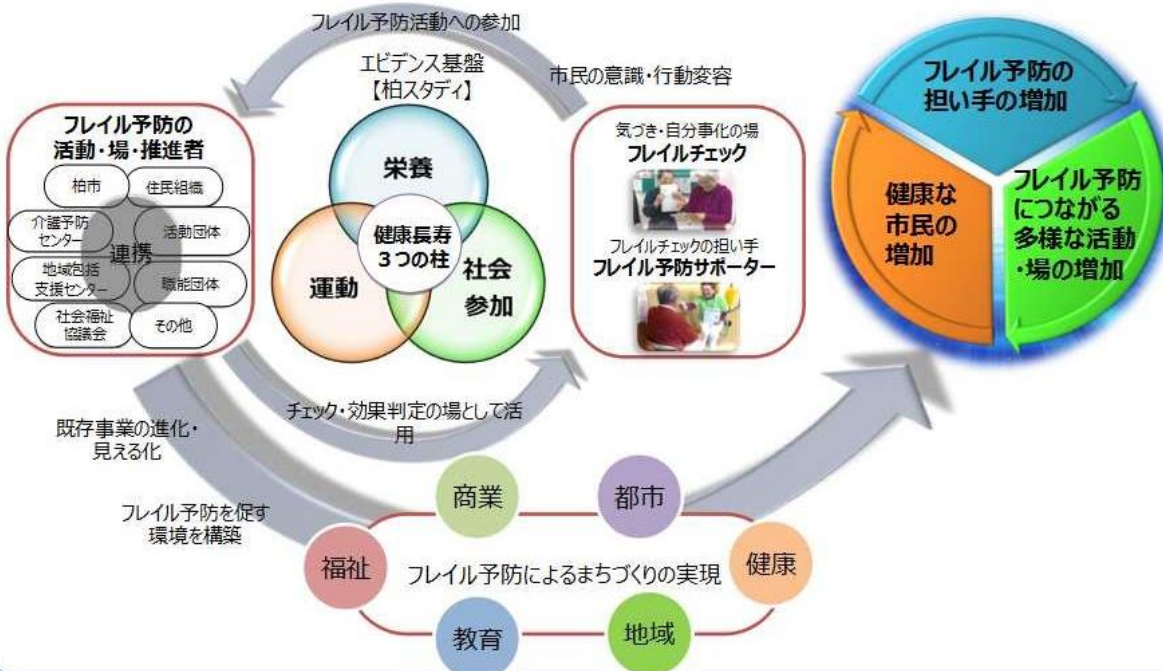 フレイル予防活動への参加
エビデンス基盤
【柏スタディ】
市民の意識・行動変容
フレイル予防の
活動・場・推進者
柏市
住民組織
介護予防
センター
活動団体
連携
地域包括
支援センター
職能団体
社会福祉
協議会
その他
栄養
健康長寿
3つの柱
運動
社会
参加
気づき・自分事化の場
フレイルチェック
フレイルチェックの担い手
フレイル予防サポーター
フレイル予防の
担い手の増加
健康な
市民の
増加
フレイル予防
につながる
多様な活動
・場の増加
チェック・効果判定の場として活
用
既存事業の進化・
見える化
フレイル予防を促す
環境を構築
商業
都市
福祉
フレイル予防によるまちづくりの実現
健康
教育
地域